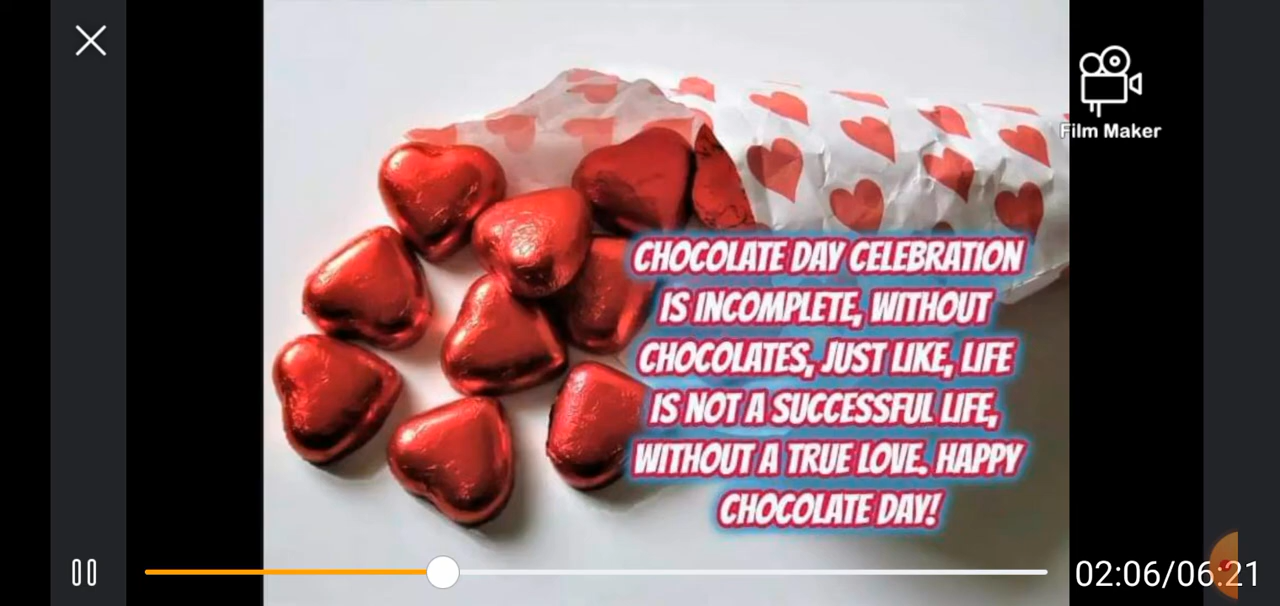 Film Maker
CHOCOLATE DAY CELEBRATION
IS INCOMPLETE, WITHOUT
CHOCOLATES, JUST LIKE, LIFE
IS NOT A SUCCESSFUL LIFE,
WITHOUT A TRUE LOVE. HAPPY
CHOCOLATE DAY!
02:06/06:21